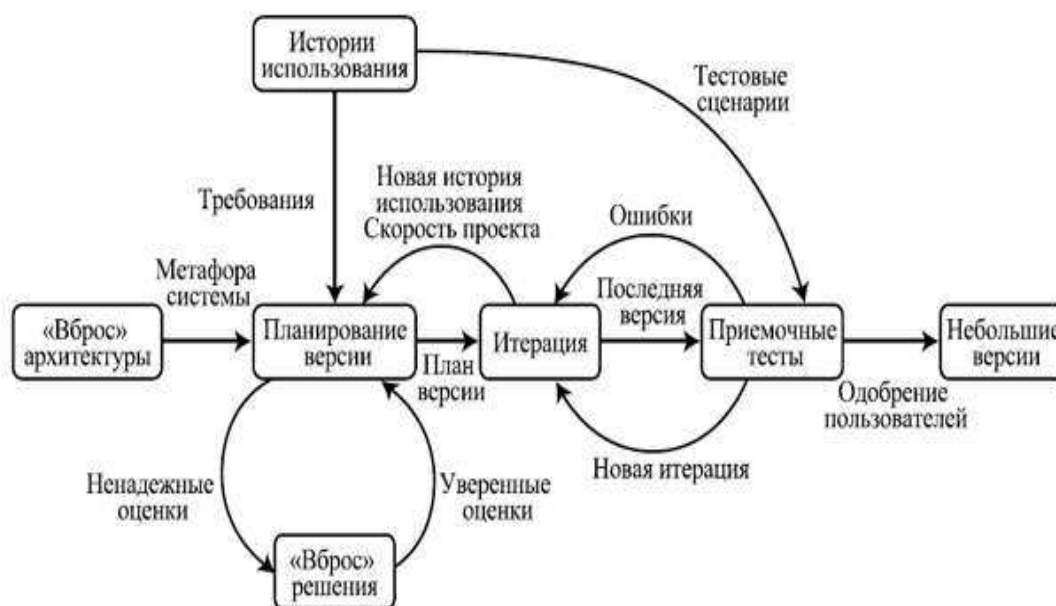 Истории
использования
Тестовые
сценарии
Требования
Новая история
использования
Скорость проекта
Ошибки
Метафора
системы
Последняя
версия
«Вброс»
архитектуры
Планирование
версии
План
версии
Итерация
Приемочные
тесты
Небольшие
версии
Одобрение
пользователей
Ненадежные
оценки
Уверенные
оценки
Новая итерация
«Вброс»
решения